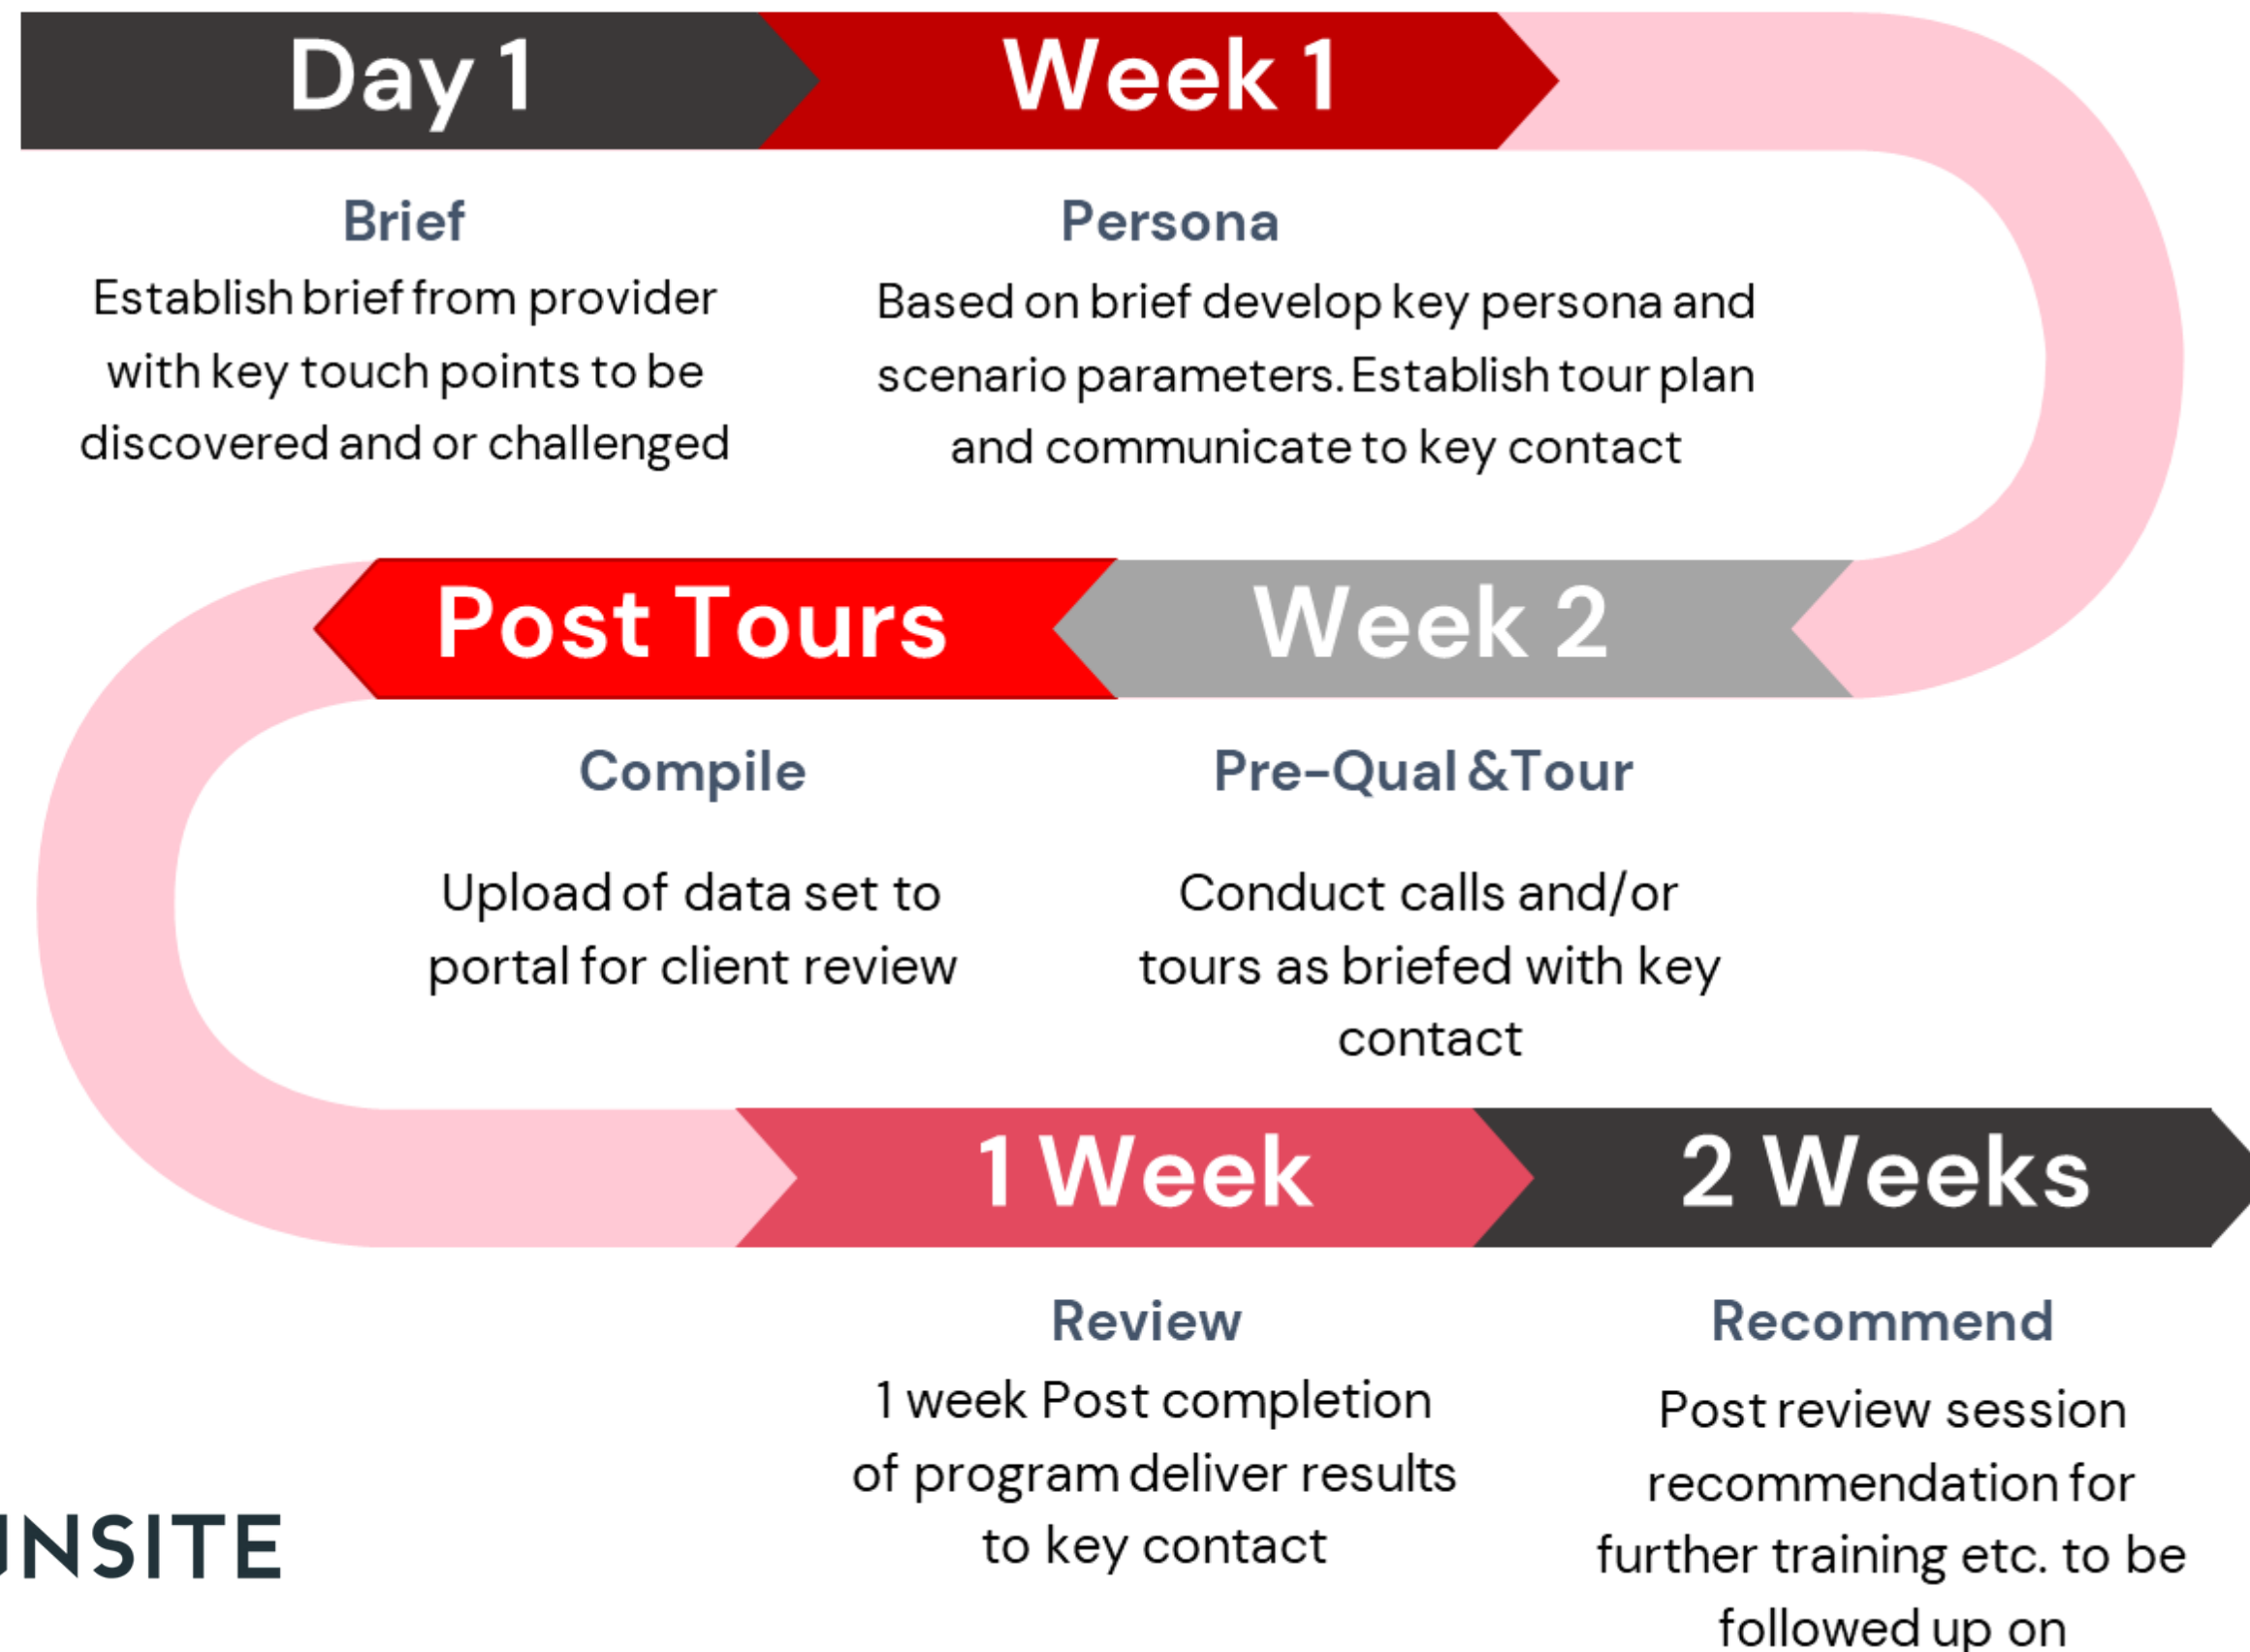 Day 1
Week 1
Brief
Establish brief from provider
with key touch points to be
discovered and or challenged
Persona
Based on brief develop key persona and
scenario parameters. Establish tour plan
and communicate to key contact
Week 2
Pre-Qual &Tour
Conduct calls and/or
tours as briefed with key
contact
Post Tours
Compile
Upload of data set to
portal for client review
1 Week
Review
1 week Post completion
of program deliver results
to key contact
2 Weeks
Recommend
Post review session
recommendation for
further training etc. to be
followed up on